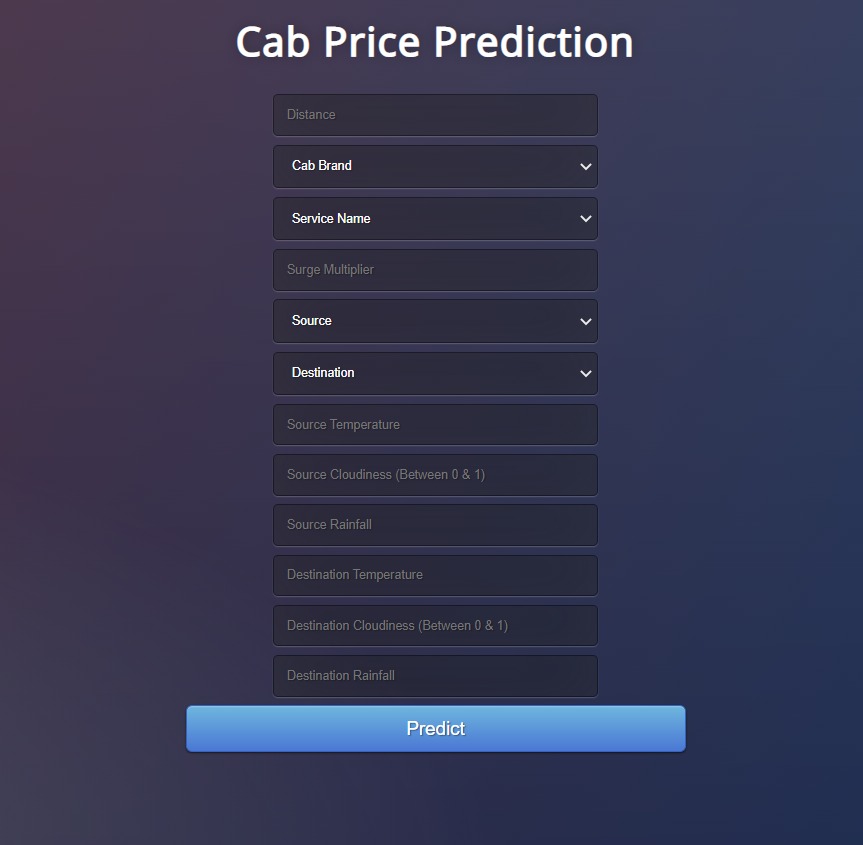 Cab Price Prediction
Distance
Cab Brand
Service Name
Surge Multiplier
Source
Destination
Source Temperature
Source Cloudiness (Between 0 & 1)
Source Rainfall
Destination Temperature
Destination Cloudiness (Between 0 & 1)
Destination Rainfall
Predict